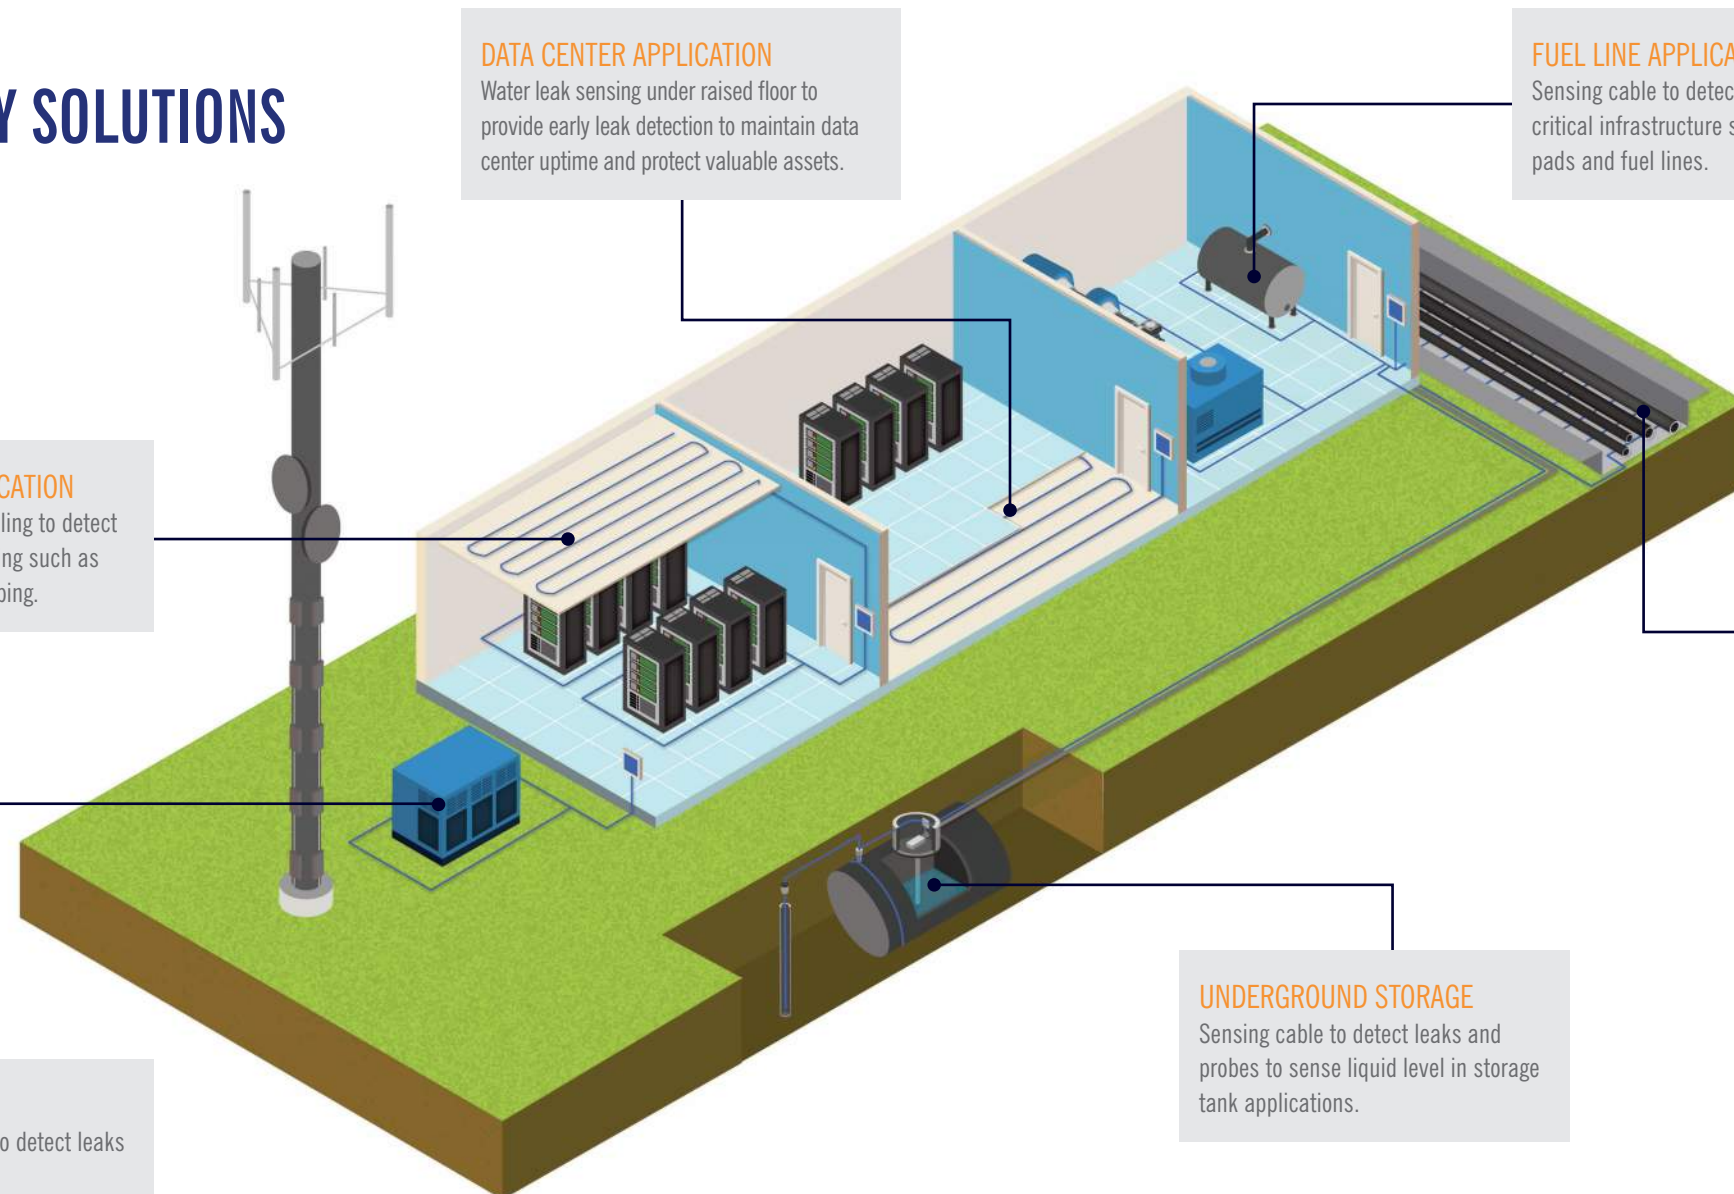 Y SOLUTIONS
DATA CENTER APPLICATION
Water leak sensing under raised floor to
provide early leak detection to maintain data
center uptime and protect valuable assets.
FUEL LINE APPLICA
Sensing cable to detec
critical infrastructure s
pads and fuel lines.
CATION
ling to detect
ng such as
ping.
UNDERGROUND STORAGE
Sensing cable to detect leaks and
probes to sense liquid level in storage
tank applications.
o detect leaks